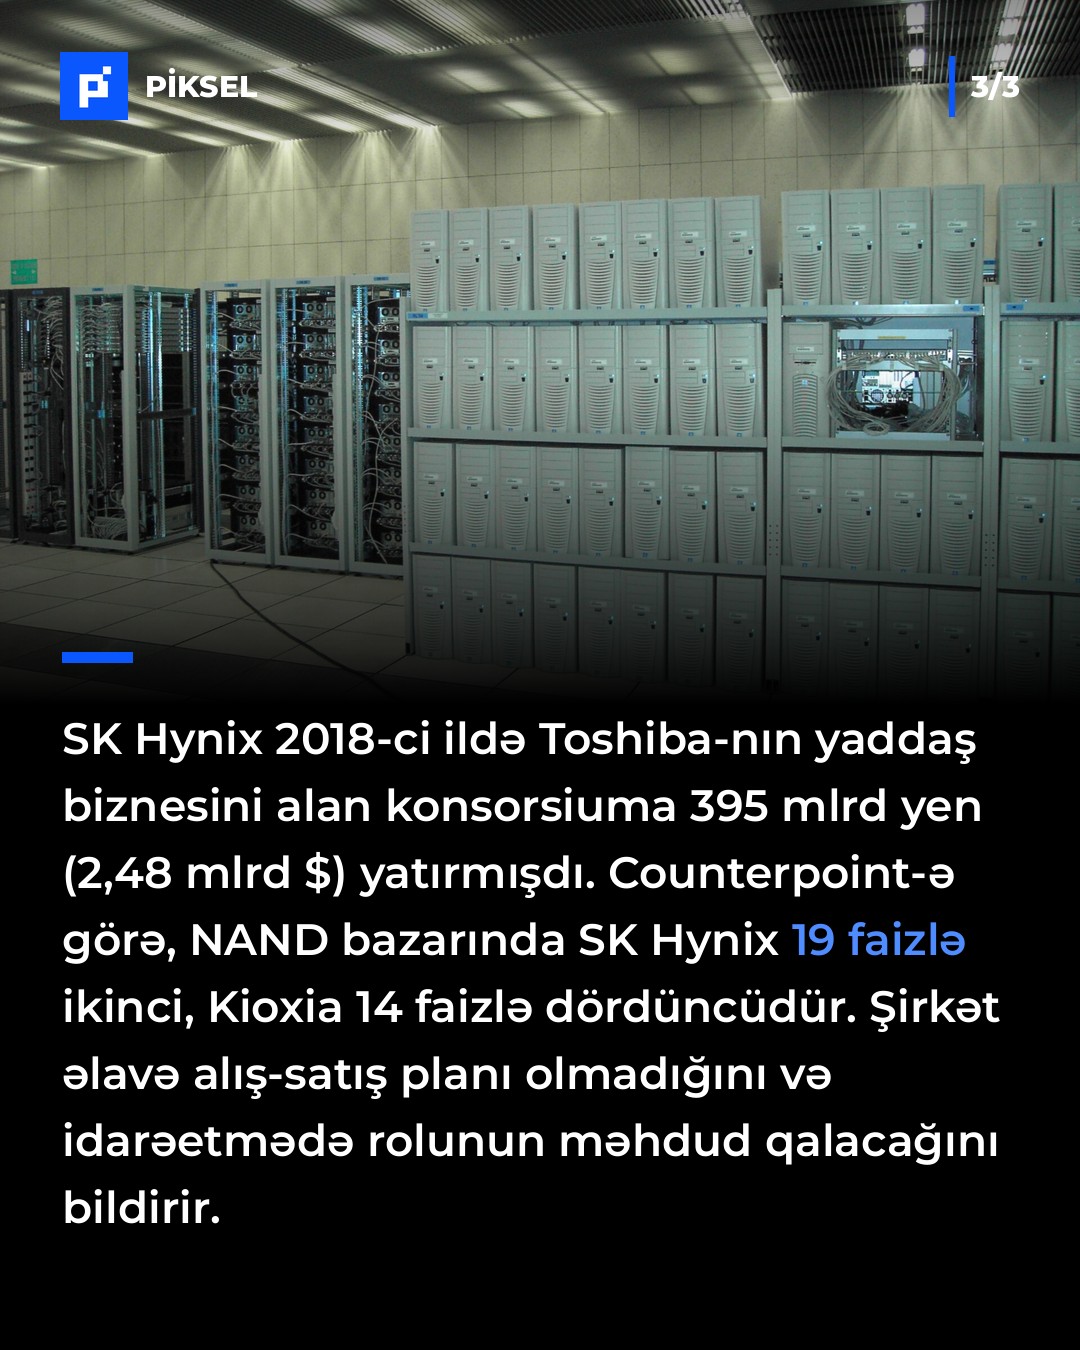 PİKSEL
3/3
SK Hynix 2018-ci ildə Toshiba-nın yaddaş
biznesini alan konsorsiuma 395 mlrd yen
(2,48 mlrd $) yatırmışdı. Counterpoint-ə
görə, NAND bazarında SK Hynix 19 faizlə
ikinci, Kioxia 14 faizlə dördüncüdür. Şirkət
əlavə alış-satış planı olmadığını və
idarəetmədə rolunun məhdud qalacağını
bildirir.